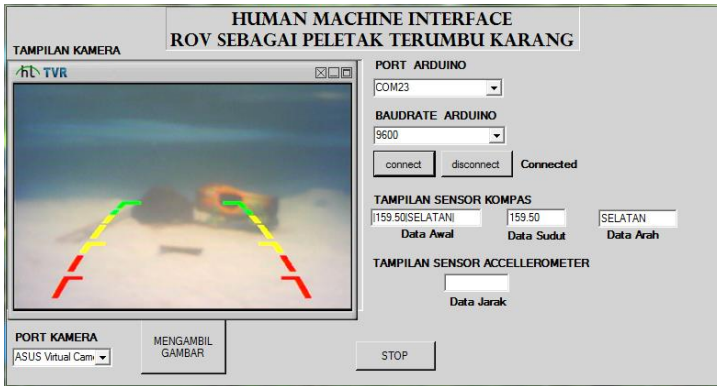 HUMAN MACHINE INTERFACE
ROV SEBAGAI PELETAK TERUMBU KARANG
TAMPILAN KAMERA
TVR
PORT ARDUINO
COM23
BAUDRATE ARDUINO
9600
connect disconnect Connected
TAMPILAN SENSOR KOMPAS
|159.50|SELATAN| 159.50 SELATAN
Data Awal Data Sudut Data Arah
TAMPILAN SENSOR ACCELLEROMETER
Data Jarak
PORT KAMERA
ASUS Virtual Cam
MENGAMBIL
GAMBAR
STOP